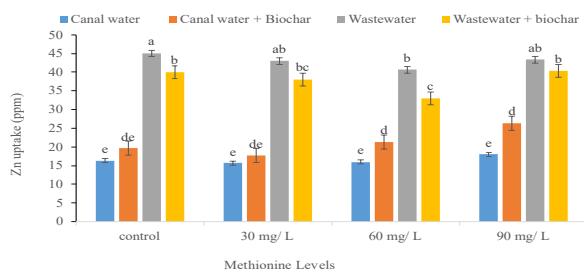 Canal water Canal water + Biochar Wastewater Wastewater + biochar
Zn uptake (ppm)
50
45
40
35
30
25
20
15
10
5
0
e de a b
e de ab bc
e d b c
e d ab b
control 30 mg/ L 60 mg/ L 90 mg/ L
Methionine Levels